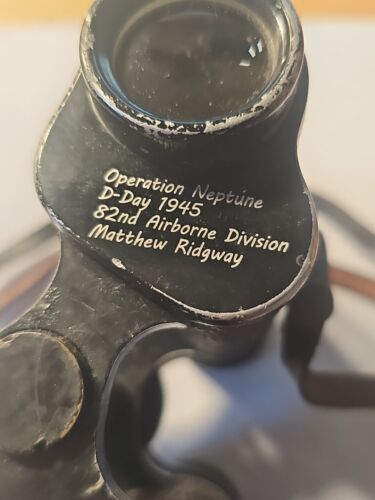 Operation Neptune
D-Day 1945
82nd Airborne Division
Matthew Ridgway